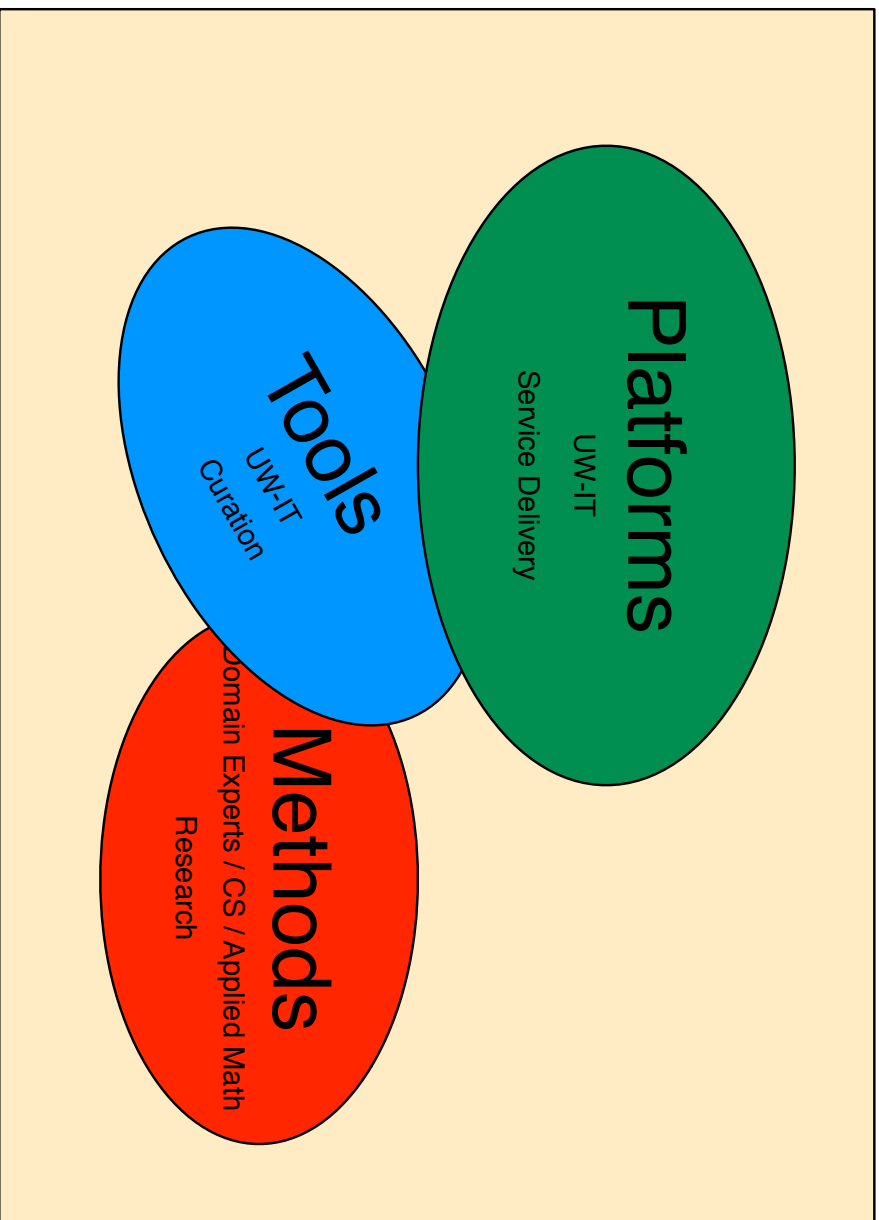 Platforms
UW-IT
Service Delivery
Tools
UW-IT
Curation
Methods
Domain Experts / CS / Applied Math
Research